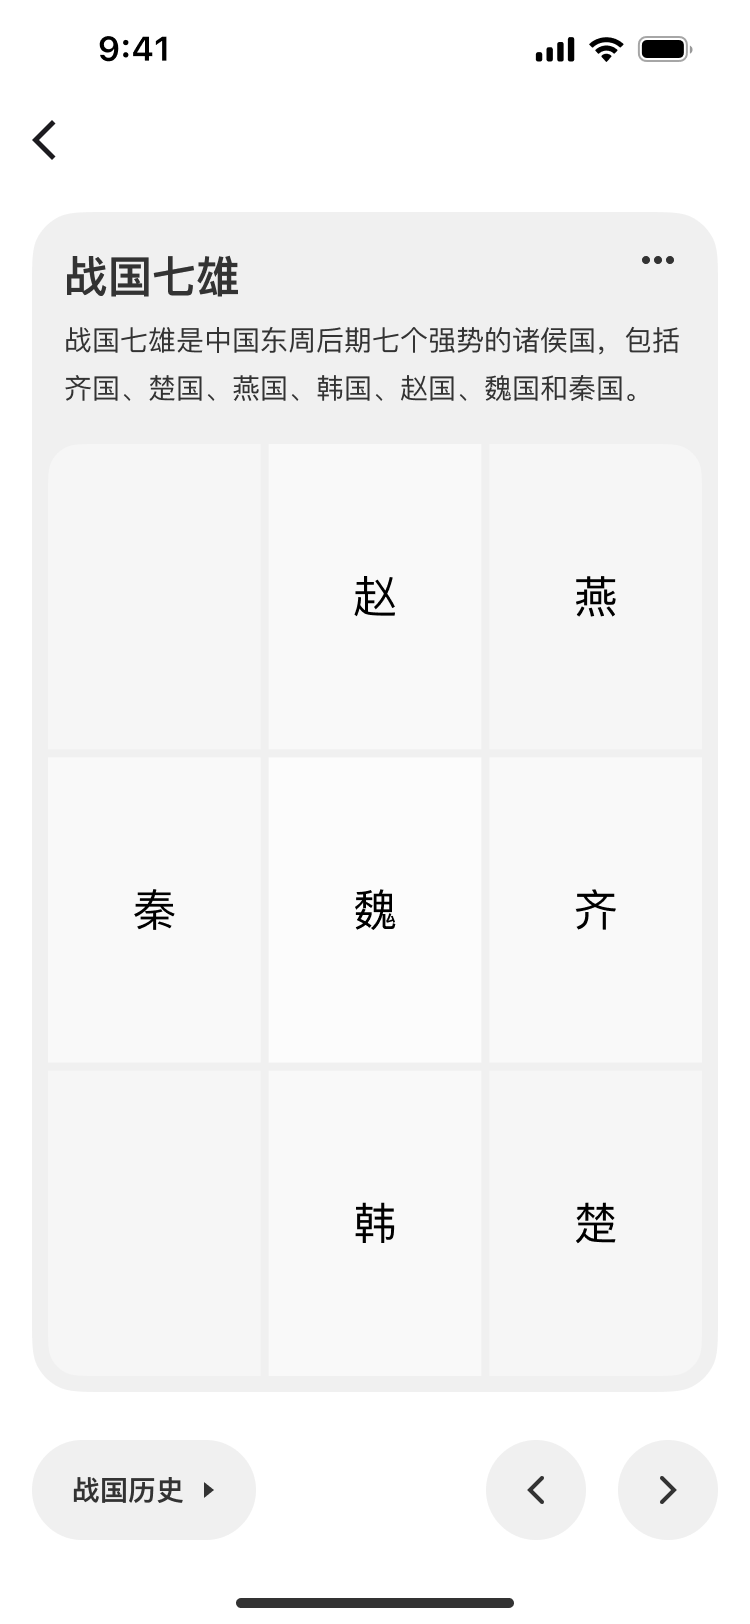 9:41
战国七雄
战国七雄是中国东周后期七个强势的诸侯国，包括
齐国、楚国、燕国、韩国、赵国、魏国和秦国。
赵
燕
秦
魏
齐
韩
楚
战国历史